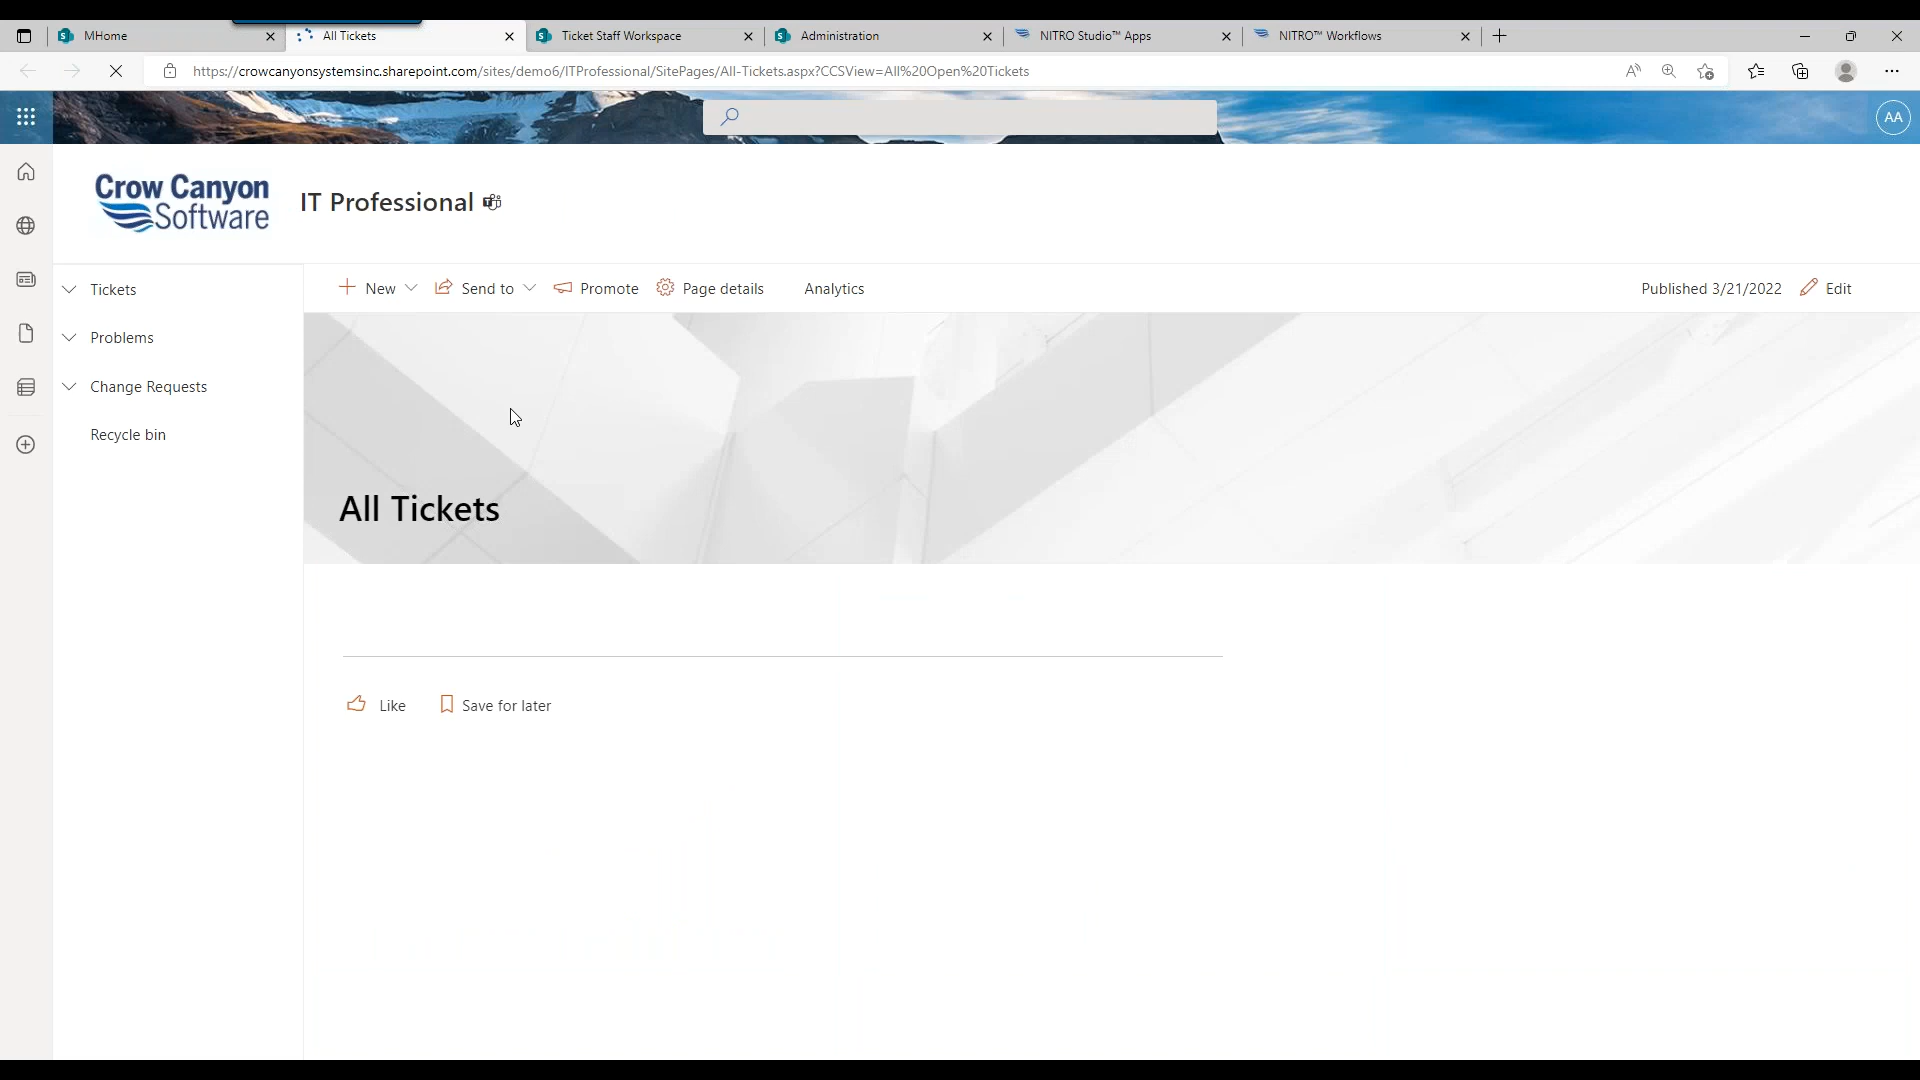 MHome
All Tickets
Ticket Staff Workspace
Administration
NITRO Studio™ Apps
NITRO™ Workflows
https://crowcanyonsystemsinc.sharepoint.com/sites/demo6/ITProfessional/SitePages/All-Tickets.aspx?CCSView=All%20Open%20Tickets
AA
Crow Canyon
Software
IT Professional
Tickets
Problems
Change Requests
Recycle bin
New
Send to
Promote
Page details
Analytics
Published 3/21/2022
Edit
All Tickets
Like
Save for later